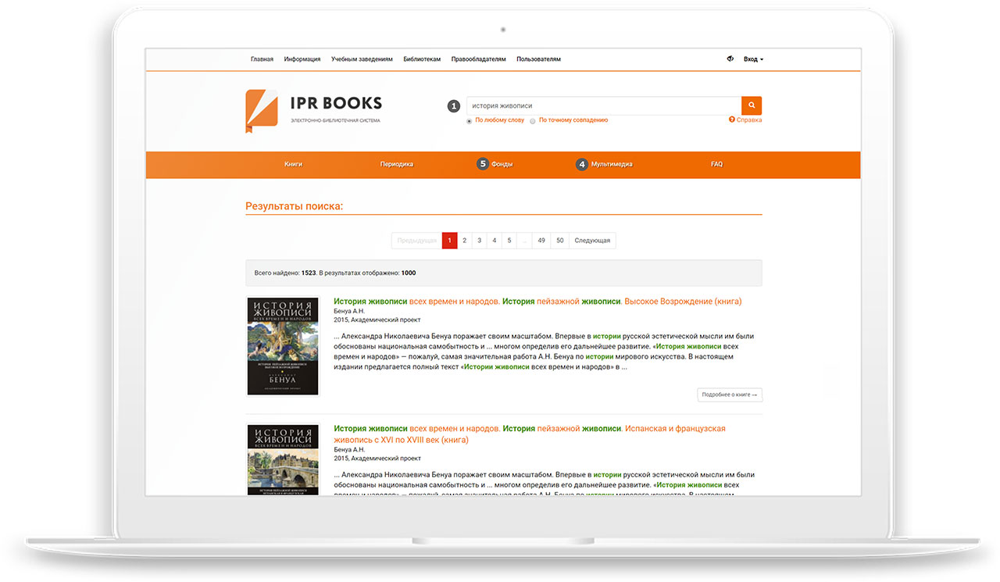 Главная Информация Учебным заведениям Библиотекам Правообладателям Пользователям Вход
IPR BOOKS
ЭЛЕКТРОННО-БИБЛИОТЕЧНАЯ СИСТЕМА
1 история живописи
По любому слову По точному совпадению ? Справка
Книги Периодика 5 Фонды 4 Мультимедиа FAQ
Результаты поиска:
Предыдущая 1 2 3 4 5 ... 49 50 Следующая
Всего найдено: 1523. В результатах отображено: 1000
ИСТОРИЯ
ЖИВОПИСИ
ВСЕХ ВРЕМЕН И НАРОДОВ
ИСТОРИЯ ПЕЙЗАЖНОЙ ЖИВОПИСИ
ВЫСОКОЕ ВОЗРОЖДЕНИЕ
АЛЕКСАНДР
БЕНУА
АКАДЕМИЧЕСКИЙ ПРОЕКТ
История живописи всех времен и народов. История пейзажной живописи. Высокое Возрождение (книга)
Бенуа А.Н.
2015, Академический проект
... Александра Николаевича Бенуа поражает своим масштабом. Впервые в истории русской эстетической мысли им были
обоснованы национальная самобытность и ... многом определив его дальнейшее развитие. «История живописи всех
времен и народов» — пожалуй, самая значительная работа А.Н. Бенуа по истории мирового искусства. В настоящем
издании предлагается полный текст «Истории живописи всех времен и народов» в ...
Подробнее о книге →
ИСТОРИЯ
ЖИВОПИСИ
ВСЕХ ВРЕМЕН И НАРОДОВ
ИСТОРИЯ ПЕЙЗАЖНОЙ ЖИВОПИСИ
История живописи всех времен и народов. История пейзажной живописи. Испанская и французская
живопись с XVI по XVIII век (книга)
Бенуа А.Н.
2015, Академический проект
... Александра Николаевича Бенуа поражает своим масштабом. Впервые в истории русской эстетической мысли им были
обоснованы национальная самобытность и ... многом определив его дальнейшее развитие. «История живописи всех
времен и народов» — пожалуй, самая значительная работа А.Н. Бенуа по истории мирового искусства. В настоящем